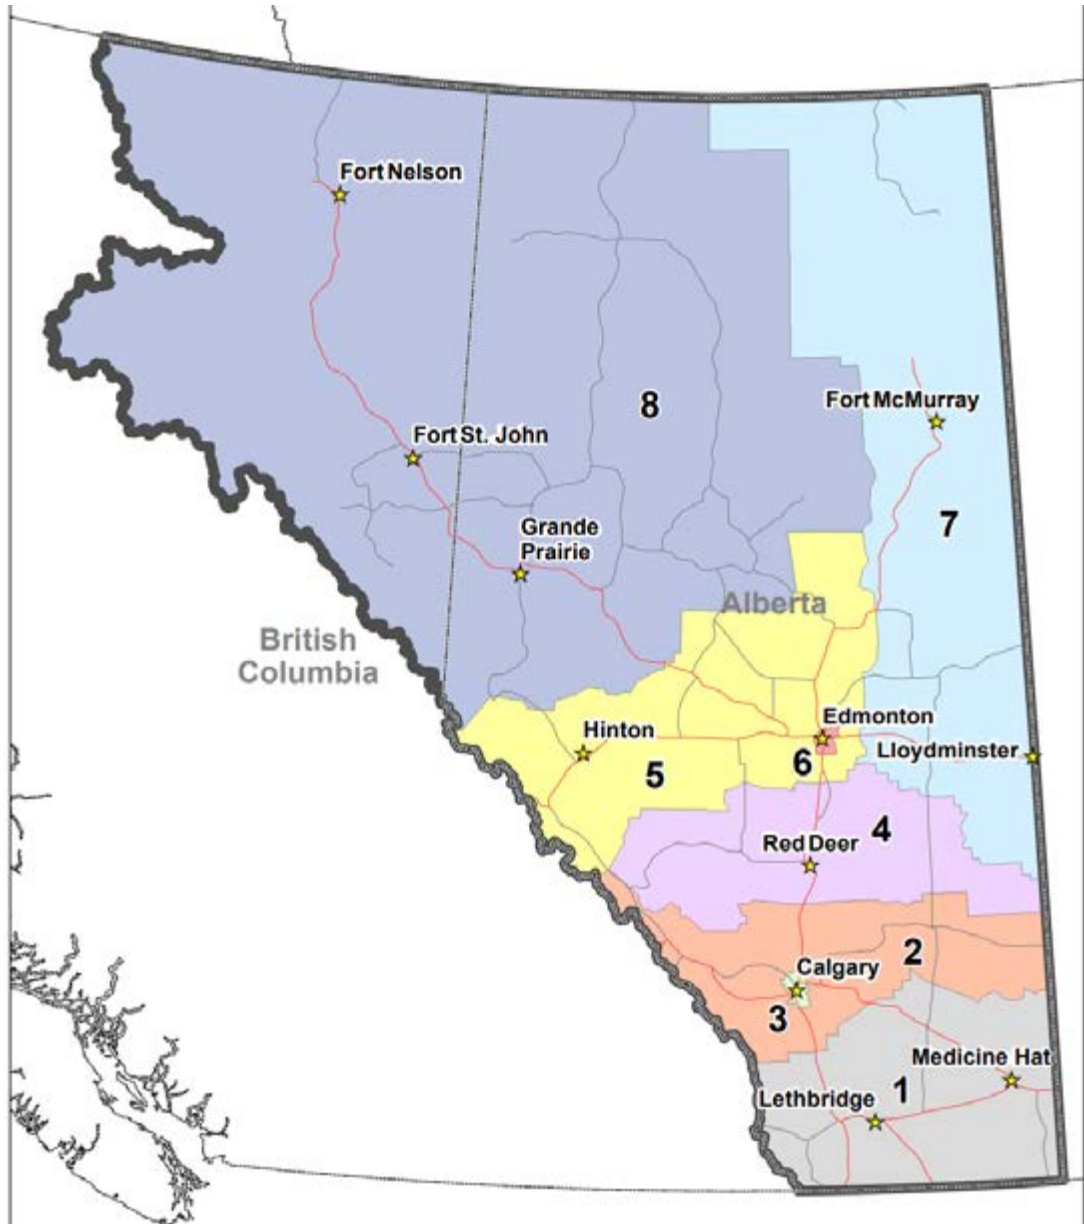 Fort Nelson
8
Fort McMurray
Fort St. John
7
Grande
Prairie
Alberta
British
Columbia
Edmonton
Hinton
Lloydminster
6
5
4
Red Deer
2
Calgary
3
Medicine Hat
1
Lethbridge